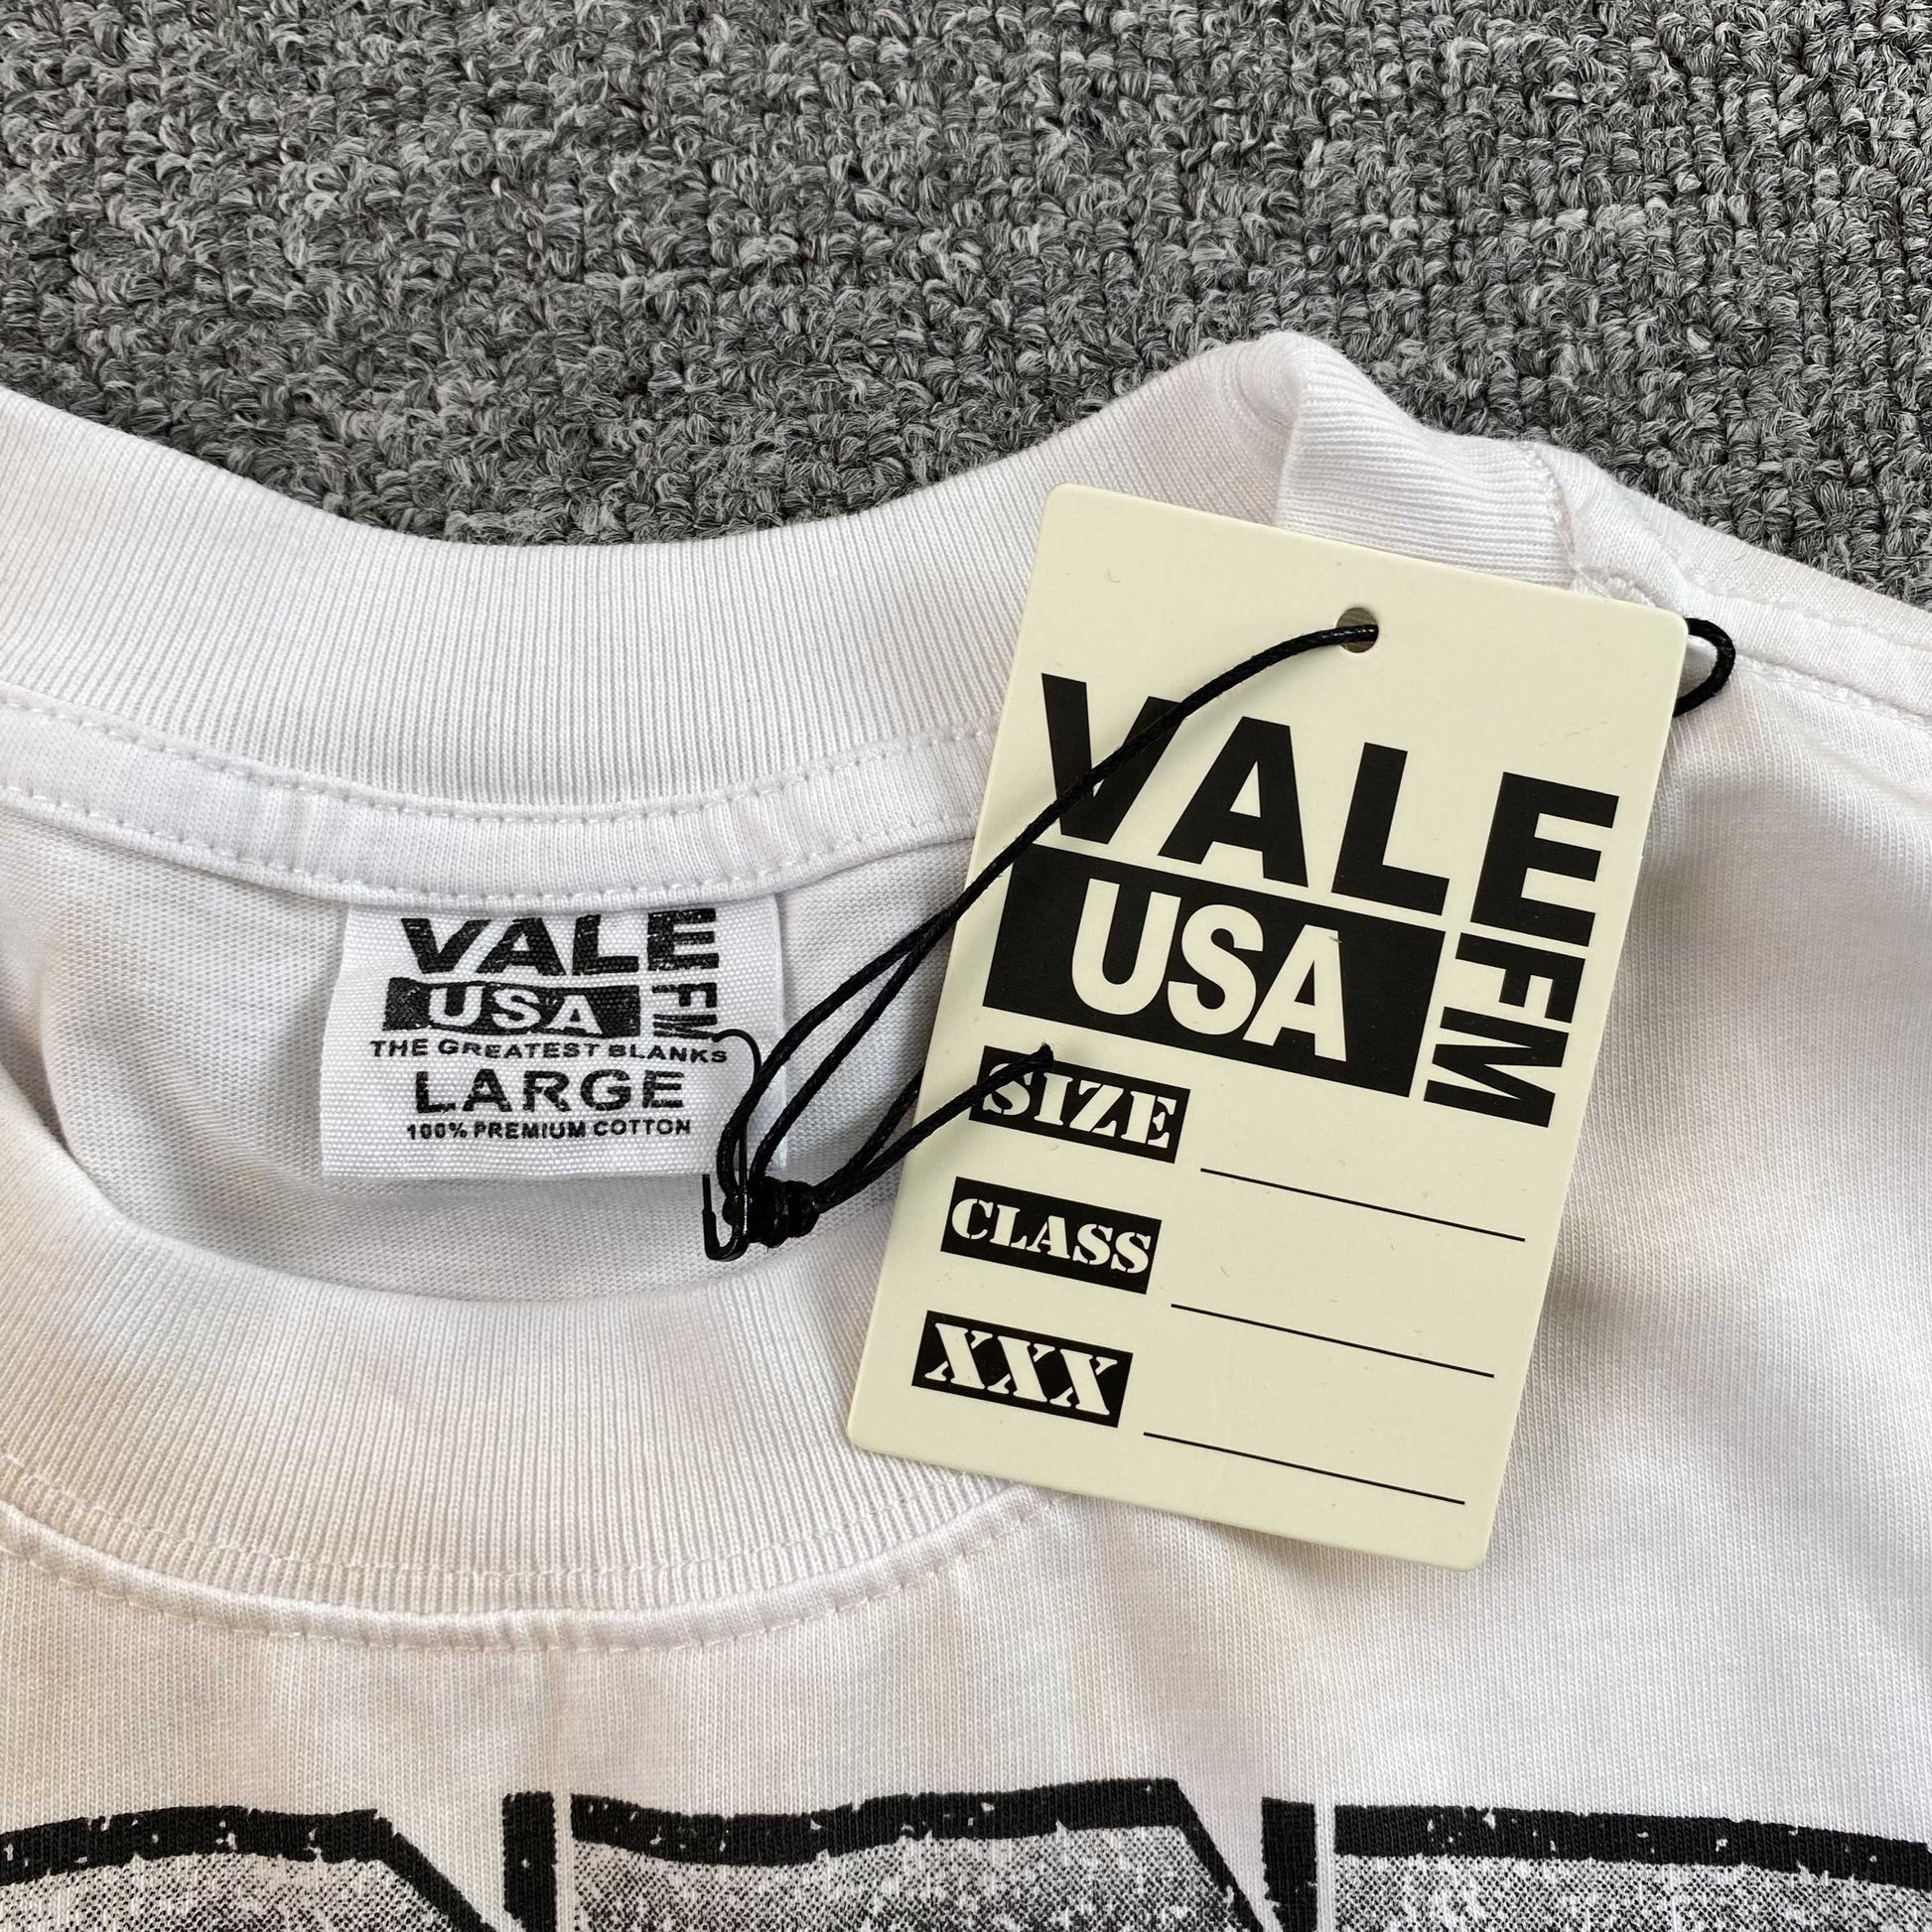 VALE
USA FM
THE GREATEST BLANKS
LARGE
100% PREMIUM COTTON
VALE
USA FM
SIZE
CLASS
XXX